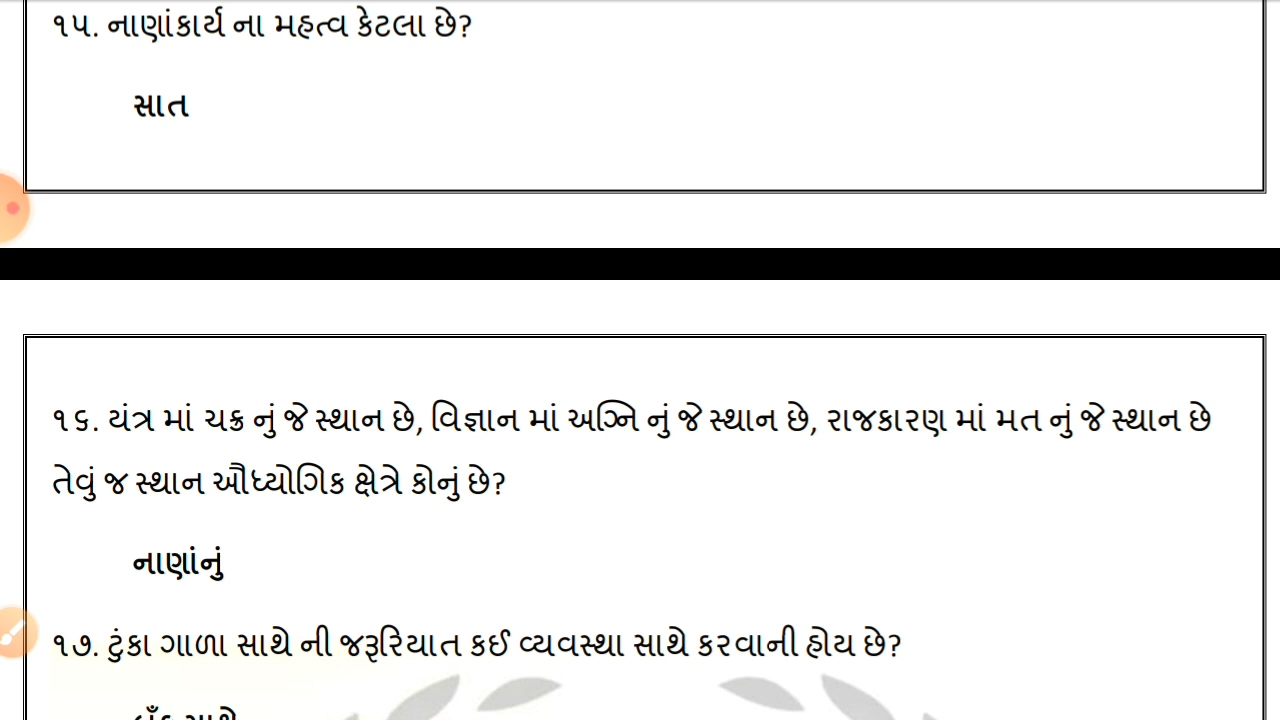 ૧૫. નાણાંકાર્ય ના મહત્વ કેટલા છે?
સાત
૧૬. યંત્ર માં ચક્ર નું જે સ્થાન છે, વિજ્ઞાન માં અગ્નિ નું જે સ્થાન છે, રાજકારણ માં મત નું જે સ્થાન છે
તેવું જ સ્થાન ઔધ્યોગિક ક્ષેત્રે કોનું છે?
નાણાંનું
૧૭. ટુંકા ગાળા સાથે ની જરૂરિયાત કઈ વ્યવસ્થા સાથે કરવાની હોય છે?